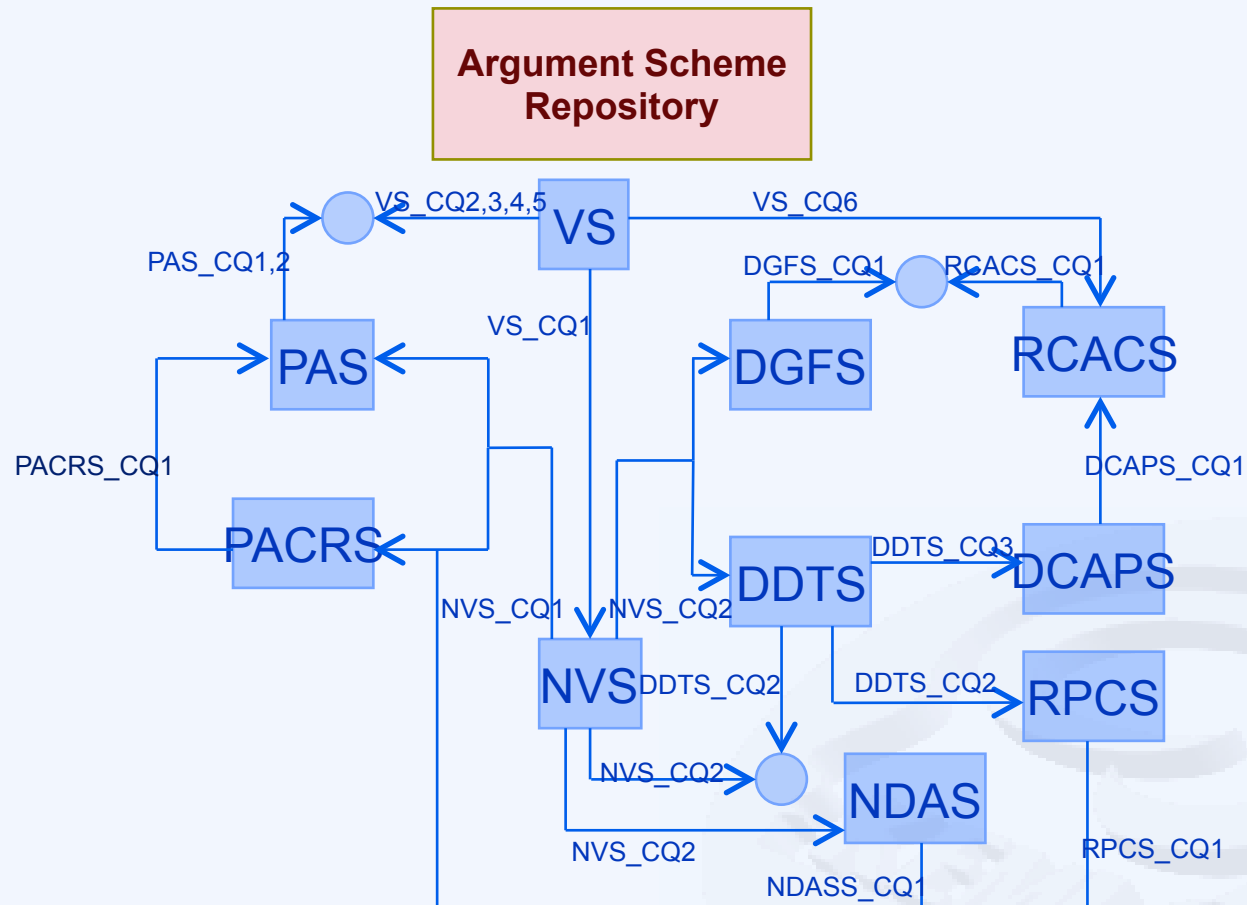 Argument Scheme
Repository
VS_CQ2,3,4,5
VS
VS_CQ6
PAS_CQ1,2
DGFS_CQ1
RCACS_CQ1
VS_CQ1
PAS
DGFS
RCACS
PACRS_CQ1
DCAPS_CQ1
PACRS
DDTS_CQ3
DDTS
DCAPS
NVS_CQ1
NVS_CQ2
NVS
DDTS_CQ2
DDTS_CQ2
RPCS
NVS_CQ2
NDAS
NVS_CQ2
RPCS_CQ1
NDASS_CQ1